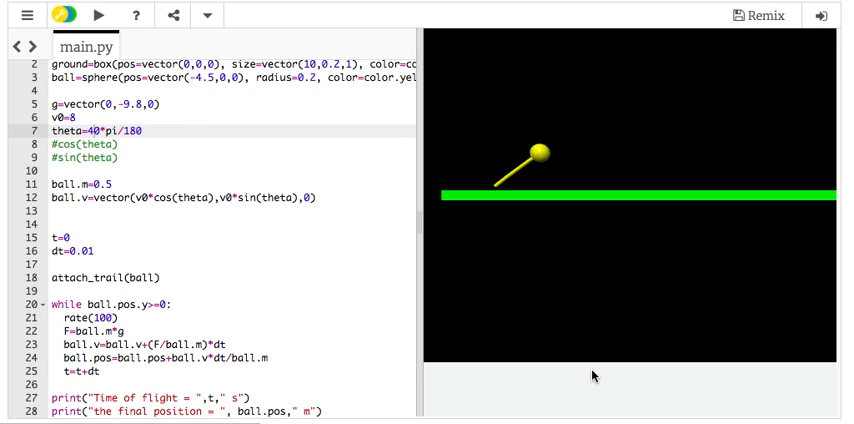 Remix
main.py
2 ground=box(pos=vector(0,0,0), size=vector(10,0.2,1), color=co
3 ball=sphere(pos=vector(-4.5,0,0), radius=0.2, color=color.yel
4
5 g=vector(0,-9.8,0)
6 v0=8
7 theta=40*pi/180
8 #cos(theta)
9 #sin(theta)
10
11 ball.m=0.5
12 ball.v=vector(v0*cos(theta),v0*sin(theta),0)
13
14
15 t=0
16 dt=0.01
17
18 attach_trail(ball)
19
20 while ball.pos.y>=0:
21 rate(100)
22 F=ball.m*g
23 ball.v=ball.v+(F/ball.m)*dt
24 ball.pos=ball.pos+ball.v*dt/ball.m
25 t=t+dt
26
27 print("Time of flight = ",t," s")
28 print("the final position = ", ball.pos," m")